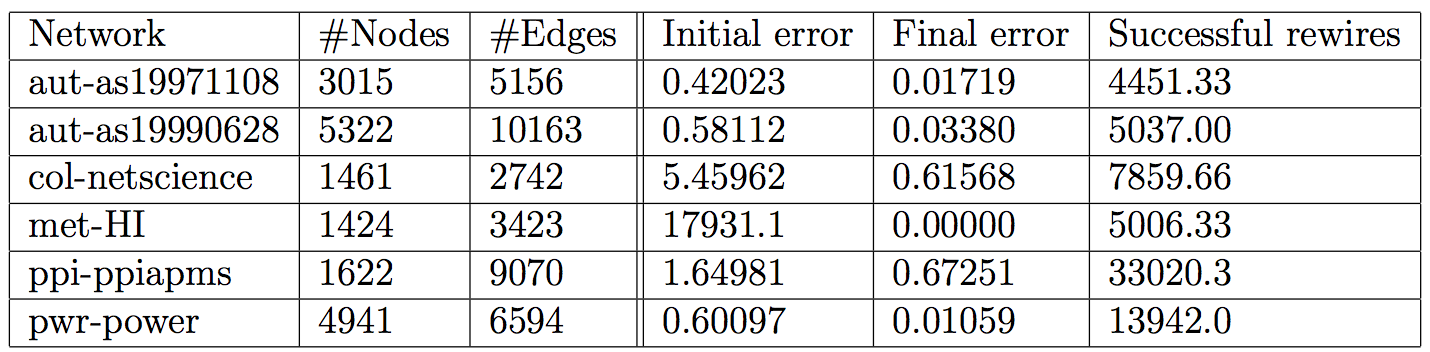 Network #Nodes #Edges Initial error Final error Successful rewires
aut-as19971108 3015 5156 0.42023 0.01719 4451.33
aut-as19990628 5322 10163 0.58112 0.03380 5037.00
col-netscience 1461 2742 5.45962 0.61568 7859.66
met-HI 1424 3423 17931.1 0.00000 5006.33
ppi-ppiapms 1622 9070 1.64981 0.67251 33020.3
pwr-power 4941 6594 0.60097 0.01059 13942.0